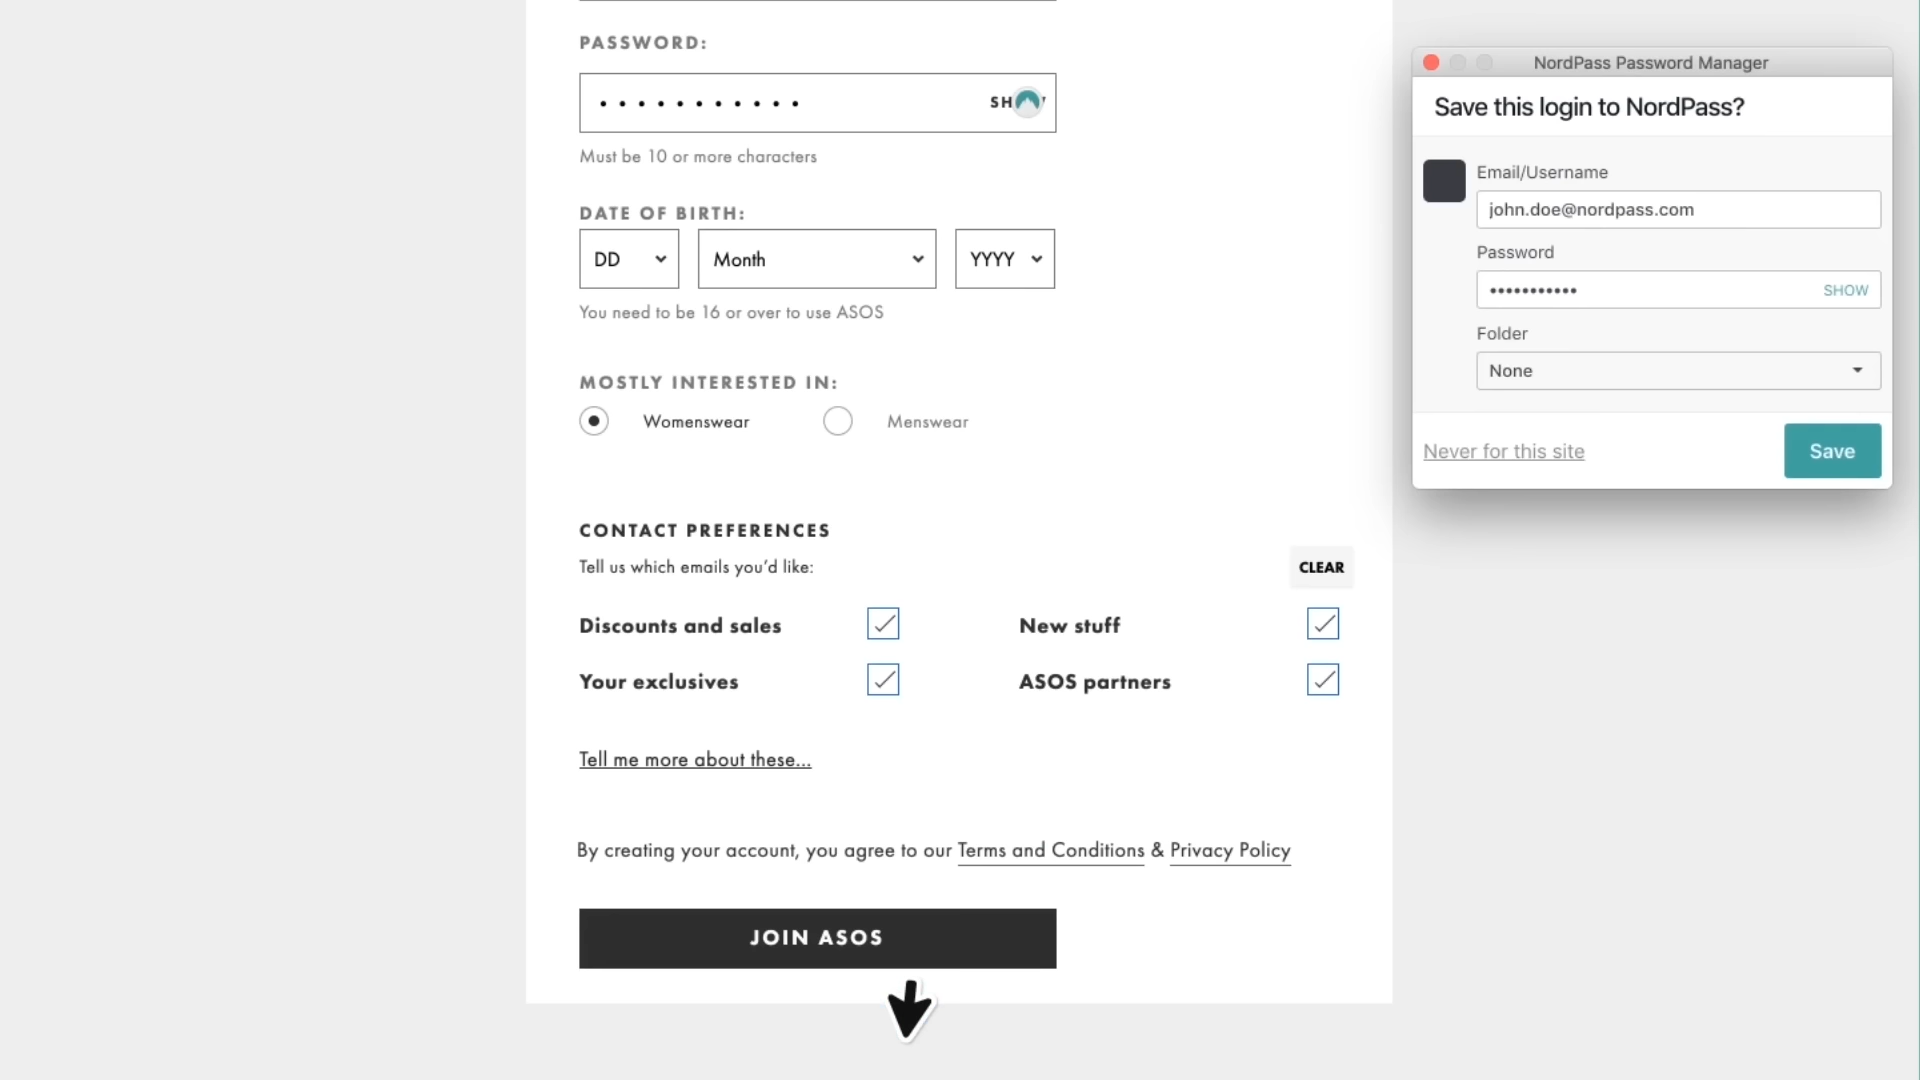 PASSWORD:
• • • • • • • • • • •
Must be 10 or more characters
DATE OF BIRTH:
DD Month YYYY
You need to be 16 or over to use ASOS
MOSTLY INTERESTED IN:
Womenswear Menswear
CONTACT PREFERENCES
Tell us which emails you'd like: CLEAR
Discounts and sales New stuff
Your exclusives ASOS partners
Tell me more about these...
By creating your account, you agree to our Terms and Conditions & Privacy Policy
JOIN ASOS
NordPass Password Manager
Save this login to NordPass?
Email/Username
john.doe@nordpass.com
Password
••••••••••• SHOW
Folder
None
Never for this site Save